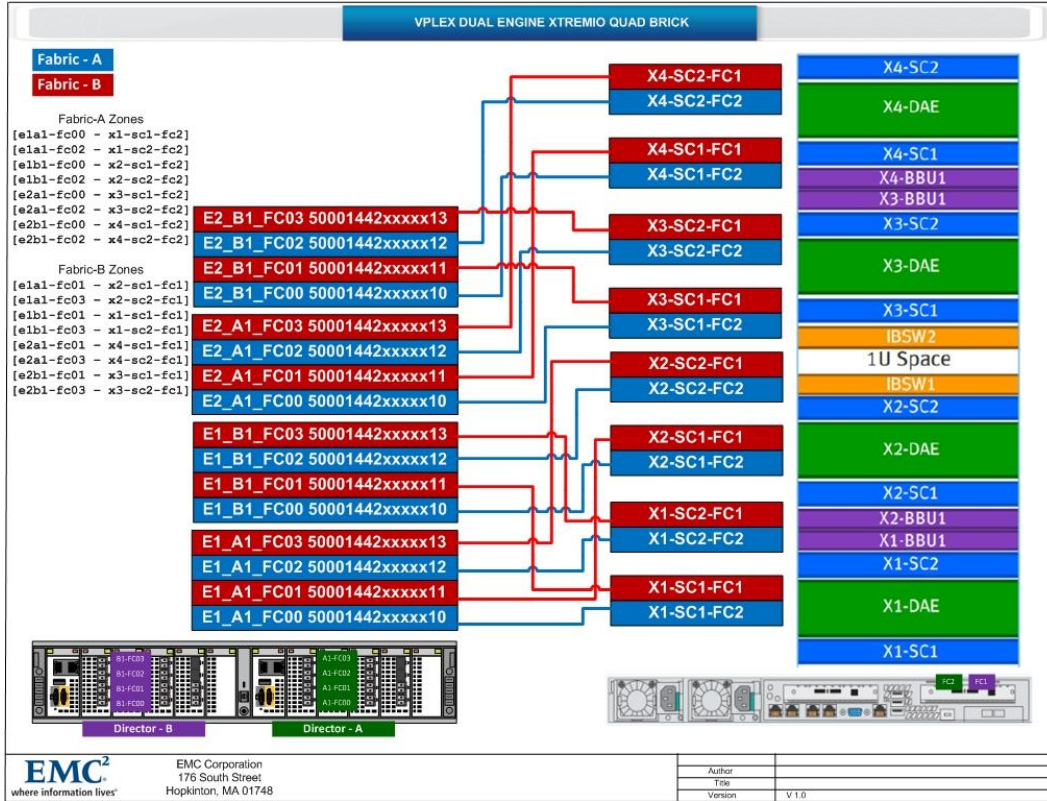 VPLEX DUAL ENGINE XTREMIO QUAD BRICK
Fabric - A
Fabric - B
Fabric-A Zones
[e1a1-fc00 - x1-sc1-fc2]
[e1a1-fc02 - x1-sc2-fc2]
[e1b1-fc00 - x2-sc1-fc2]
[e1b1-fc02 - x2-sc2-fc2]
[e2a1-fc00 - x3-sc1-fc2]
[e2a1-fc02 - x3-sc2-fc2]
[e2b1-fc00 - x4-sc1-fc2]
[e2b1-fc02 - x4-sc2-fc2]
Fabric-B Zones
[e1a1-fc01 - x2-sc1-fc1]
[e1a1-fc03 - x2-sc2-fc1]
[e1b1-fc01 - x1-sc1-fc1]
[e1b1-fc03 - x1-sc2-fc1]
[e2a1-fc01 - x4-sc1-fc1]
[e2a1-fc03 - x4-sc2-fc1]
[e2b1-fc01 - x3-sc1-fc1]
[e2b1-fc03 - x3-sc2-fc1]
E2_B1_FC03 50001442xxxxx13
E2_B1_FC02 50001442xxxxx12
E2_B1_FC01 50001442xxxxx11
E2_B1_FC00 50001442xxxxx10
E2_A1_FC03 50001442xxxxx13
E2_A1_FC02 50001442xxxxx12
E2_A1_FC01 50001442xxxxx11
E2_A1_FC00 50001442xxxxx10
E1_B1_FC03 50001442xxxxx13
E1_B1_FC02 50001442xxxxx12
E1_B1_FC01 50001442xxxxx11
E1_B1_FC00 50001442xxxxx10
E1_A1_FC03 50001442xxxxx13
E1_A1_FC02 50001442xxxxx12
E1_A1_FC01 50001442xxxxx11
E1_A1_FC00 50001442xxxxx10
X4-SC2-FC1
X4-SC2-FC2
X4-SC1-FC1
X4-SC1-FC2
X3-SC2-FC1
X3-SC2-FC2
X3-SC1-FC1
X3-SC1-FC2
X2-SC2-FC1
X2-SC2-FC2
X2-SC1-FC1
X2-SC1-FC2
X1-SC2-FC1
X1-SC2-FC2
X1-SC1-FC1
X1-SC1-FC2
X4-SC2
X4-DAE
X4-SC1
X4-BBU1
X3-BBU1
X3-SC2
X3-DAE
X3-SC1
IBSW2
1U Space
IBSW1
X2-SC2
X2-DAE
X2-SC1
X2-BBU1
X1-BBU1
X1-SC2
X1-DAE
X1-SC1
B1-FC03
B1-FC02
B1-FC01
B1-FC00
A1-FC03
A1-FC02
A1-FC01
A1-FC00
Director - B
Director - A
FC2
FC1
EMC²
where information lives®
EMC Corporation
176 South Street
Hopkinton, MA 01748
Author
Title
Version V 1.0